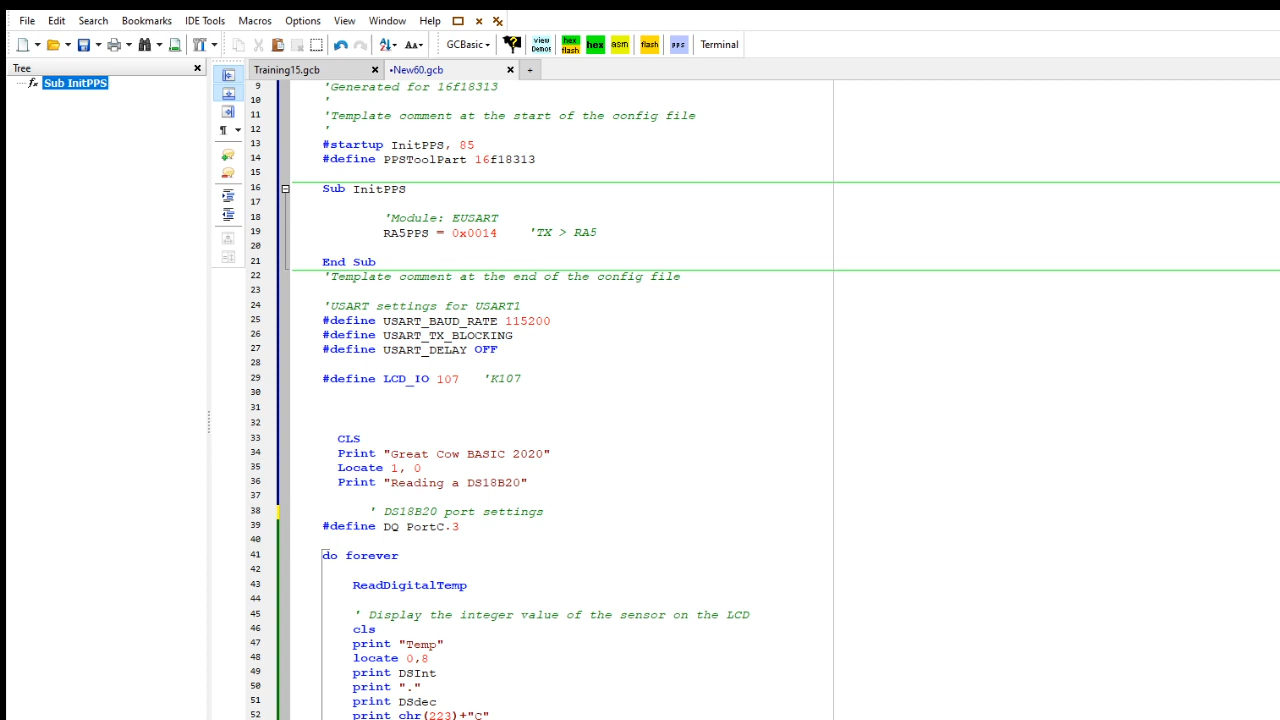 File Edit Search Bookmarks IDE Tools Macros Options View Window Help
GCBasic view Demos hex flash hex asm flash pps Terminal
Tree
Training15.gcb •New60.gcb +
Sub InitPPS
9 'Generated for 16f18313
10 '
11 'Template comment at the start of the config file
12 '
13 #startup InitPPS, 85
14 #define PPSToolPart 16f18313
15
16 Sub InitPPS
17
18 'Module: EUSART
19 RA5PPS = 0x0014 'TX > RA5
20
21 End Sub
22 'Template comment at the end of the config file
23
24 'USART settings for USART1
25 #define USART_BAUD_RATE 115200
26 #define USART_TX_BLOCKING
27 #define USART_DELAY OFF
28
29 #define LCD_IO 107 'K107
30
31
32
33 CLS
34 Print "Great Cow BASIC 2020"
35 Locate 1, 0
36 Print "Reading a DS18B20"
37
38 ' DS18B20 port settings
39 #define DQ PortC.3
40
41 do forever
42
43 ReadDigitalTemp
44
45 ' Display the integer value of the sensor on the LCD
46 cls
47 print "Temp"
48 locate 0,8
49 print DSInt
50 print "."
51 print DSdec
52 print chr(223)+"C"